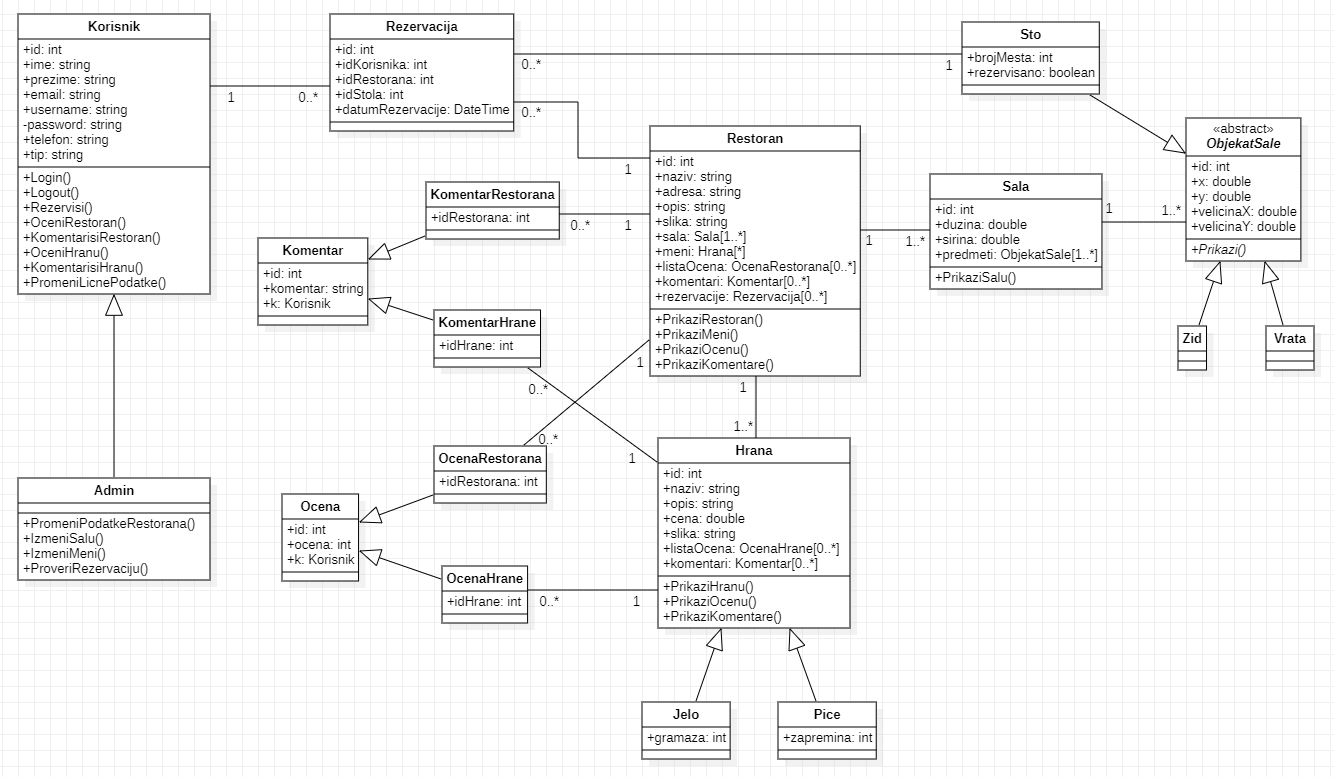 Korisnik
+id: int
+ime: string
+prezime: string
+email: string
+username: string
-password: string
+telefon: string
+tip: string
+Login()
+Logout()
+Rezervisi()
+OceniRestoran()
+KomentarisiRestoran()
+OceniHranu()
+KomentarisiHranu()
+PromeniLicnePodatke()
1
0..*
Rezervacija
+id: int
+idKorisnika: int
+idRestorana: int
+idStola: int
+datumRezervacije: DateTime
0..*
1
0..*
1
Sto
+brojMesta: int
+rezervisano: boolean
«abstract»
ObjekatSale
+id: int
+x: double
+y: double
+velicinaX: double
+velicinaY: double
+Prikazi()
Restoran
+id: int
+naziv: string
+adresa: string
+opis: string
+slika: string
+sala: Sala[1..*]
+meni: Hrana[*]
+listaOcena: OcenaRestorana[0..*]
+komentari: Komentar[0..*]
+rezervacije: Rezervacija[0..*]
+PrikaziRestoran()
+PrikaziMeni()
+PrikaziOcenu()
+PrikaziKomentare()
1
1..*
Sala
+id: int
+duzina: double
+sirina: double
+predmeti: ObjekatSale[1..*]
+PrikaziSalu()
1
1..*
KomentarRestorana
+idRestorana: int
0..*
1
Komentar
+id: int
+komentar: string
+k: Korisnik
KomentarHrane
+idHrane: int
0..*
1
Zid
Vrata
1
0..*
1
1..*
OcenaRestorana
+idRestorana: int
Hrana
+id: int
+naziv: string
+opis: string
+cena: double
+slika: string
+listaOcena: OcenaHrane[0..*]
+komentari: Komentar[0..*]
+PrikaziHranu()
+PrikaziOcenu()
+PrikaziKomentare()
Admin
+PromeniPodatkeRestorana()
+IzmeniSalu()
+IzmeniMeni()
+ProveriRezervaciju()
Ocena
+id: int
+ocena: int
+k: Korisnik
OcenaHrane
+idHrane: int
0..*
1
Jelo
+gramaza: int
Pice
+zapremina: int